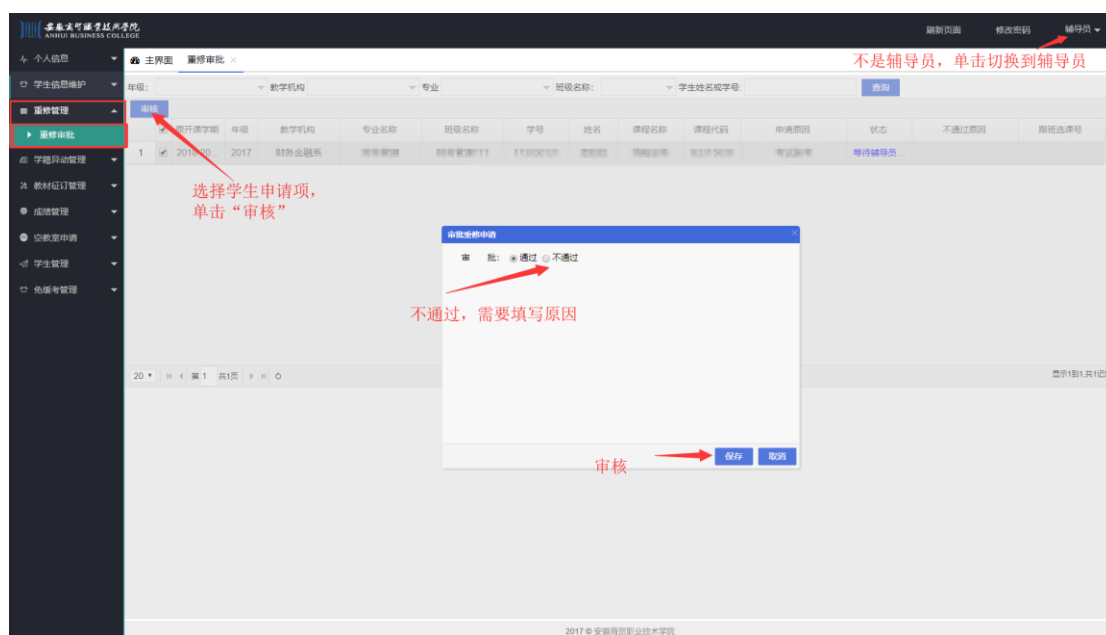 安徽商贸职业技术学院
ANHUI BUSINESS COLLEGE
刷新页面 修改密码 辅导员
不是辅导员，单击切换到辅导员
个人信息
学生信息维护
重修管理
重修审批
学籍异动管理
教材征订管理
成绩管理
空教室申请
学生管理
免缓考管理
主界面 重修审批 ×
年级: 教学机构 专业 班级名称: 学生姓名或学号 查询
审核
现开课学期 年级 教学机构 专业名称 班级名称 学号 姓名 课程名称 课程代码 申请原因 状态 不通过原因 跟班选课号
1 2018-20... 2017 财务金融系 等待辅导员...
选择学生申请项，
单击“审核”
审批重修申请
审 批: 通过 不通过
不通过，需要填写原因
20 第 1 共1页 显示1到1,共1记
审核
保存 取消
2017 © 安徽商贸职业技术学院